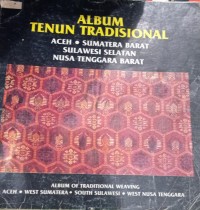 ALBUM
TENUN TRADISIONAL
ACEH • SUMATERA BARAT
SULAWESI SELATAN
NUSA TENGGARA BARAT
ALBUM OF TRADITIONAL WEAVING
ACEH • WEST SUMATERA • SOUTH SULAWESI • WEST NUSA TENGGARA